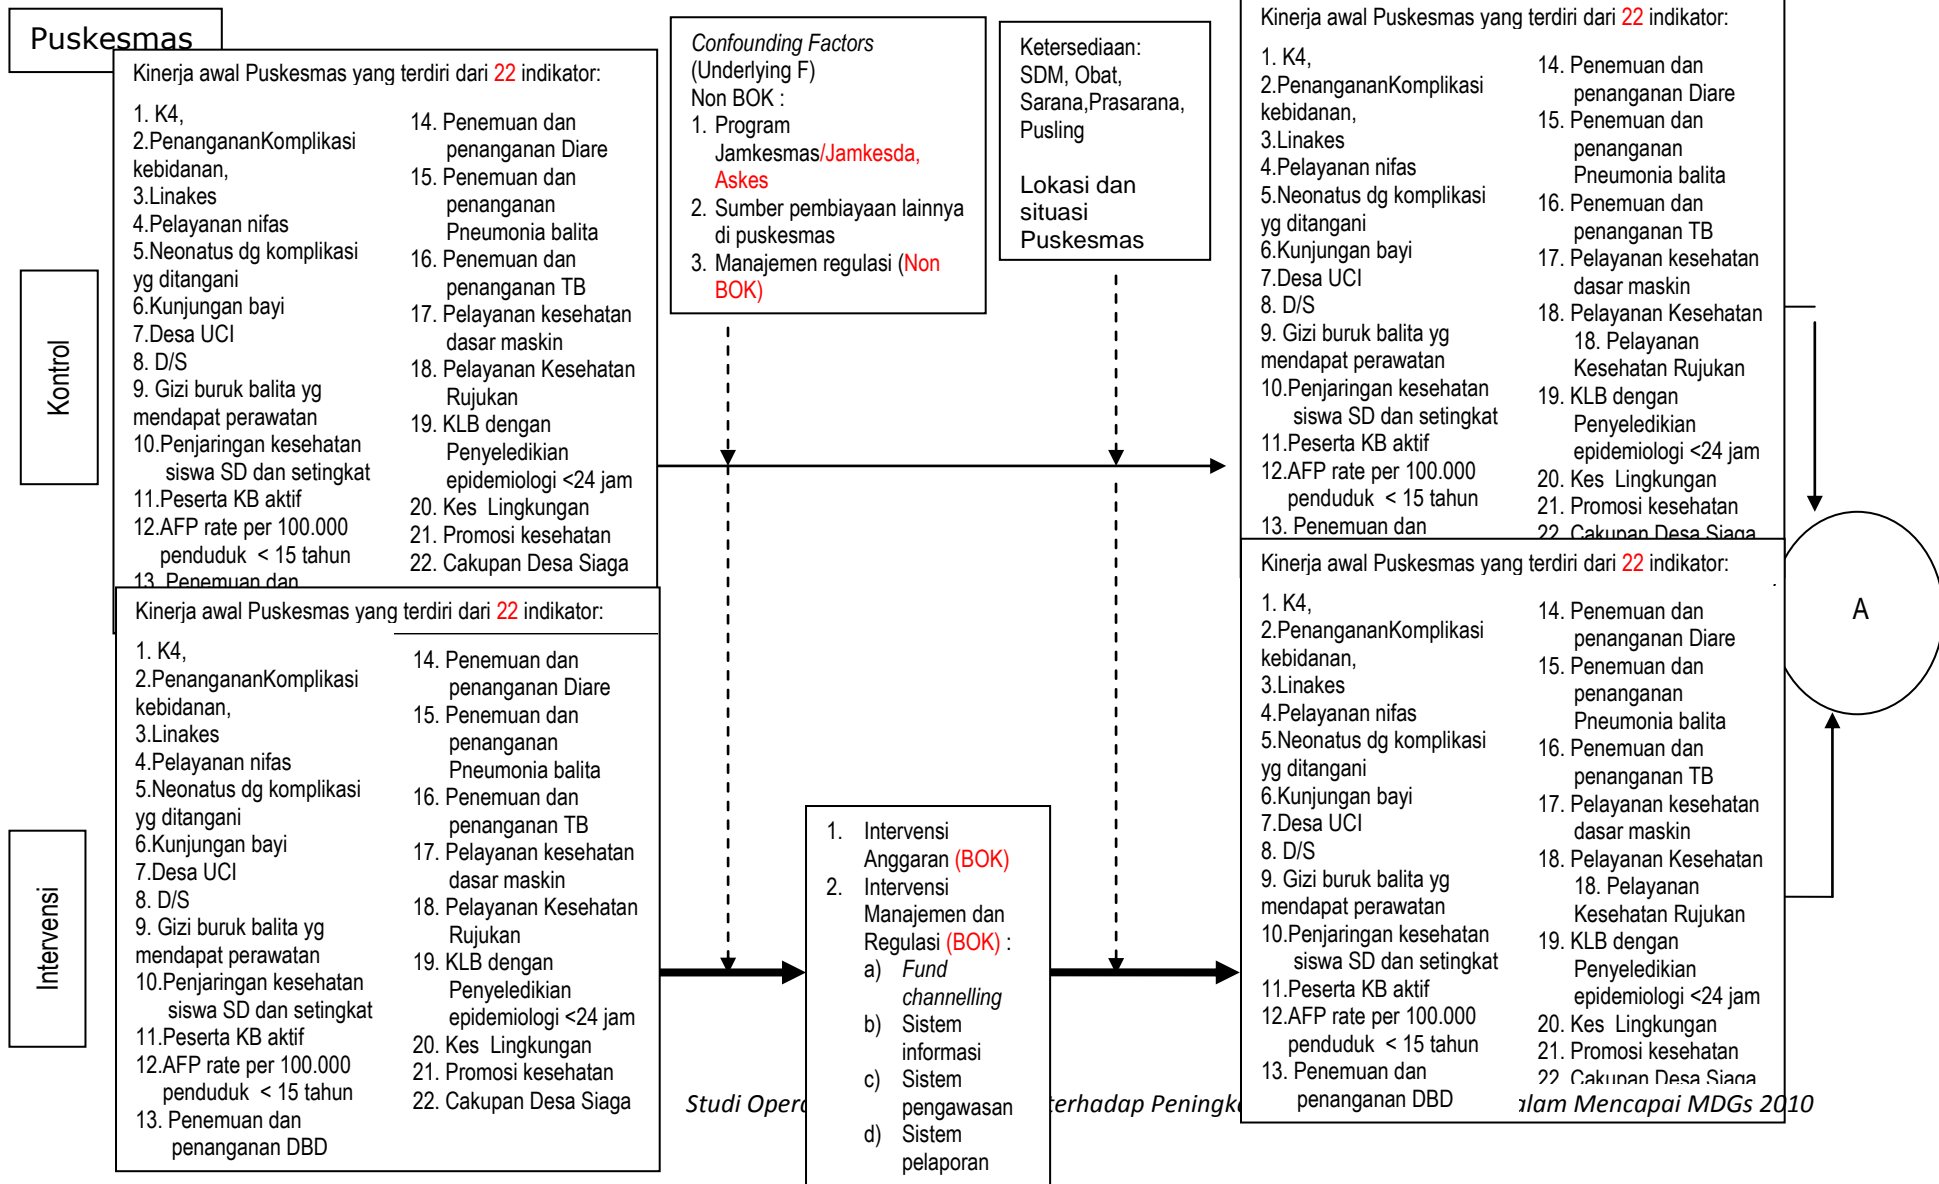 Puskesmas
Kinerja awal Puskesmas yang terdiri dari 22 indikator:
1. K4,
2.PenangananKomplikasi
kebidanan,
3.Linakes
4.Pelayanan nifas
5.Neonatus dg komplikasi
yg ditangani
6.Kunjungan bayi
7.Desa UCI
8. D/S
9. Gizi buruk balita yg
mendapat perawatan
10.Penjaringan kesehatan
siswa SD dan setingkat
11.Peserta KB aktif
12.AFP rate per 100.000
penduduk < 15 tahun
13. Penemuan dan
14. Penemuan dan
penanganan Diare
15. Penemuan dan
penanganan
Pneumonia balita
16. Penemuan dan
penanganan TB
17. Pelayanan kesehatan
dasar maskin
18. Pelayanan Kesehatan
Rujukan
19. KLB dengan
Penyeledikian
epidemiologi <24 jam
20. Kes Lingkungan
21. Promosi kesehatan
22. Cakupan Desa Siaga
Confounding Factors
(Underlying F)
Non BOK :
1. Program
Jamkesmas/Jamkesda,
Askes
2. Sumber pembiayaan lainnya
di puskesmas
3. Manajemen regulasi (Non
BOK)
Ketersediaan:
SDM, Obat,
Sarana,Prasarana,
Pusling
Lokasi dan
situasi
Puskesmas
Kinerja awal Puskesmas yang terdiri dari 22 indikator:
1. K4,
2.PenangananKomplikasi
kebidanan,
3.Linakes
4.Pelayanan nifas
5.Neonatus dg komplikasi
yg ditangani
6.Kunjungan bayi
7.Desa UCI
8. D/S
9. Gizi buruk balita yg
mendapat perawatan
10.Penjaringan kesehatan
siswa SD dan setingkat
11.Peserta KB aktif
12.AFP rate per 100.000
penduduk < 15 tahun
13. Penemuan dan
14. Penemuan dan
penanganan Diare
15. Penemuan dan
penanganan
Pneumonia balita
16. Penemuan dan
penanganan TB
17. Pelayanan kesehatan
dasar maskin
18. Pelayanan Kesehatan
18. Pelayanan
Kesehatan Rujukan
19. KLB dengan
Penyeledikian
epidemiologi <24 jam
20. Kes Lingkungan
21. Promosi kesehatan
22. Cakupan Desa Siaga
Kontrol
A
Intervensi
Kinerja awal Puskesmas yang terdiri dari 22 indikator:
1. K4,
2.PenangananKomplikasi
kebidanan,
3.Linakes
4.Pelayanan nifas
5.Neonatus dg komplikasi
yg ditangani
6.Kunjungan bayi
7.Desa UCI
8. D/S
9. Gizi buruk balita yg
mendapat perawatan
10.Penjaringan kesehatan
siswa SD dan setingkat
11.Peserta KB aktif
12.AFP rate per 100.000
penduduk < 15 tahun
13. Penemuan dan
penanganan DBD
14. Penemuan dan
penanganan Diare
15. Penemuan dan
penanganan
Pneumonia balita
16. Penemuan dan
penanganan TB
17. Pelayanan kesehatan
dasar maskin
18. Pelayanan Kesehatan
Rujukan
19. KLB dengan
Penyeledikian
epidemiologi <24 jam
20. Kes Lingkungan
21. Promosi kesehatan
22. Cakupan Desa Siaga
1. Intervensi
Anggaran (BOK)
2. Intervensi
Manajemen dan
Regulasi (BOK) :
a) Fund
channelling
b) Sistem
informasi
c) Sistem
pengawasan
d) Sistem
pelaporan
Kinerja awal Puskesmas yang terdiri dari 22 indikator:
1. K4,
2.PenangananKomplikasi
kebidanan,
3.Linakes
4.Pelayanan nifas
5.Neonatus dg komplikasi
yg ditangani
6.Kunjungan bayi
7.Desa UCI
8. D/S
9. Gizi buruk balita yg
mendapat perawatan
10.Penjaringan kesehatan
siswa SD dan setingkat
11.Peserta KB aktif
12.AFP rate per 100.000
penduduk < 15 tahun
13. Penemuan dan
penanganan DBD
14. Penemuan dan
penanganan Diare
15. Penemuan dan
penanganan
Pneumonia balita
16. Penemuan dan
penanganan TB
17. Pelayanan kesehatan
dasar maskin
18. Pelayanan Kesehatan
18. Pelayanan
Kesehatan Rujukan
19. KLB dengan
Penyeledikian
epidemiologi <24 jam
20. Kes Lingkungan
21. Promosi kesehatan
22. Cakupan Desa Siaga
Studi Opera terhadap Peningka alam Mencapai MDGs 2010